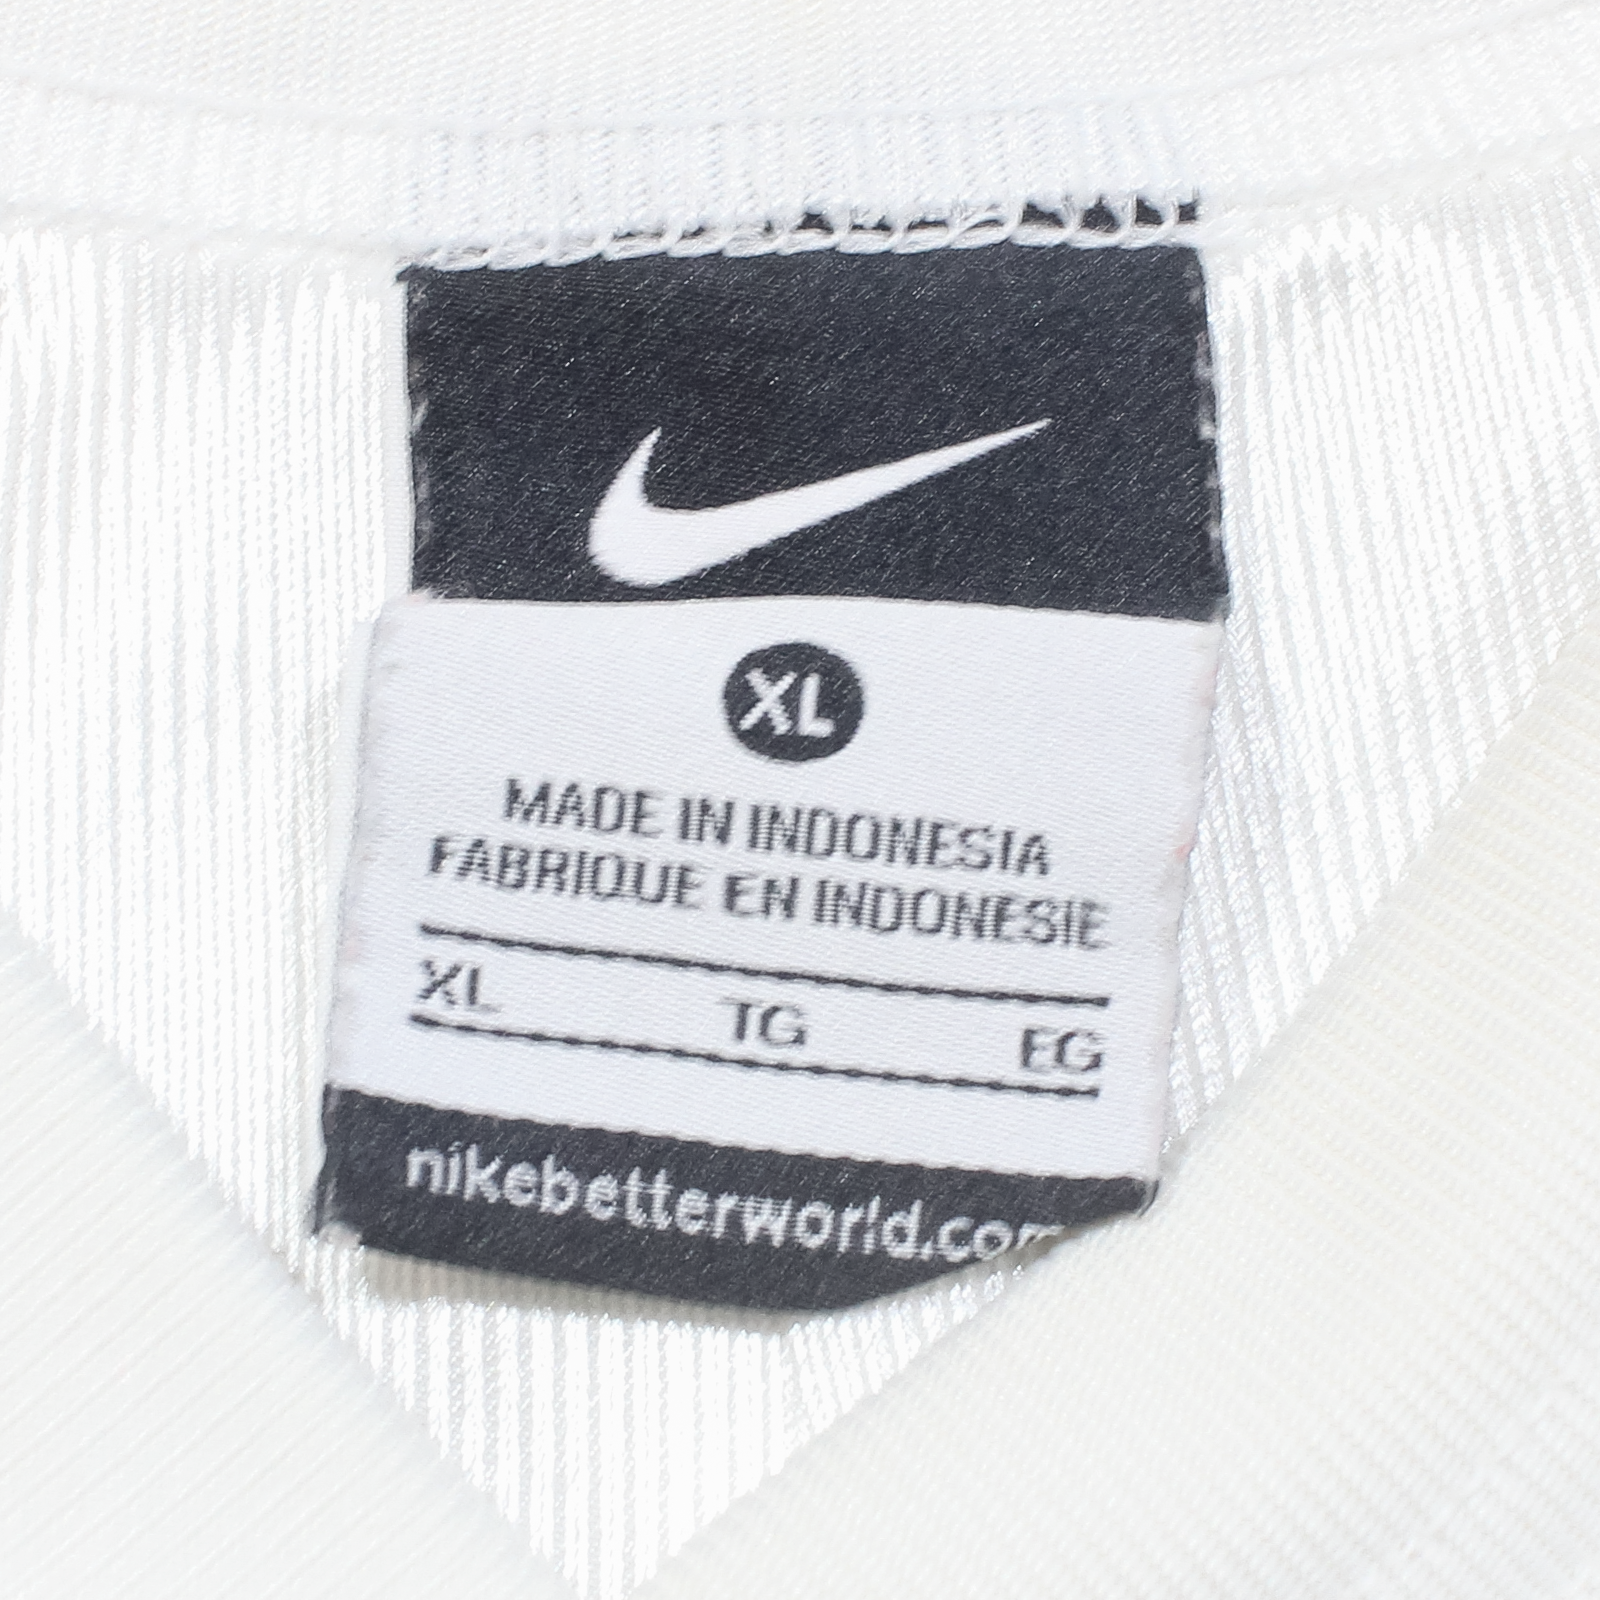 XL
MADE IN INDONESIA
FABRIQUE EN INDONESIE
XL TG EG
nikebetterworld.com